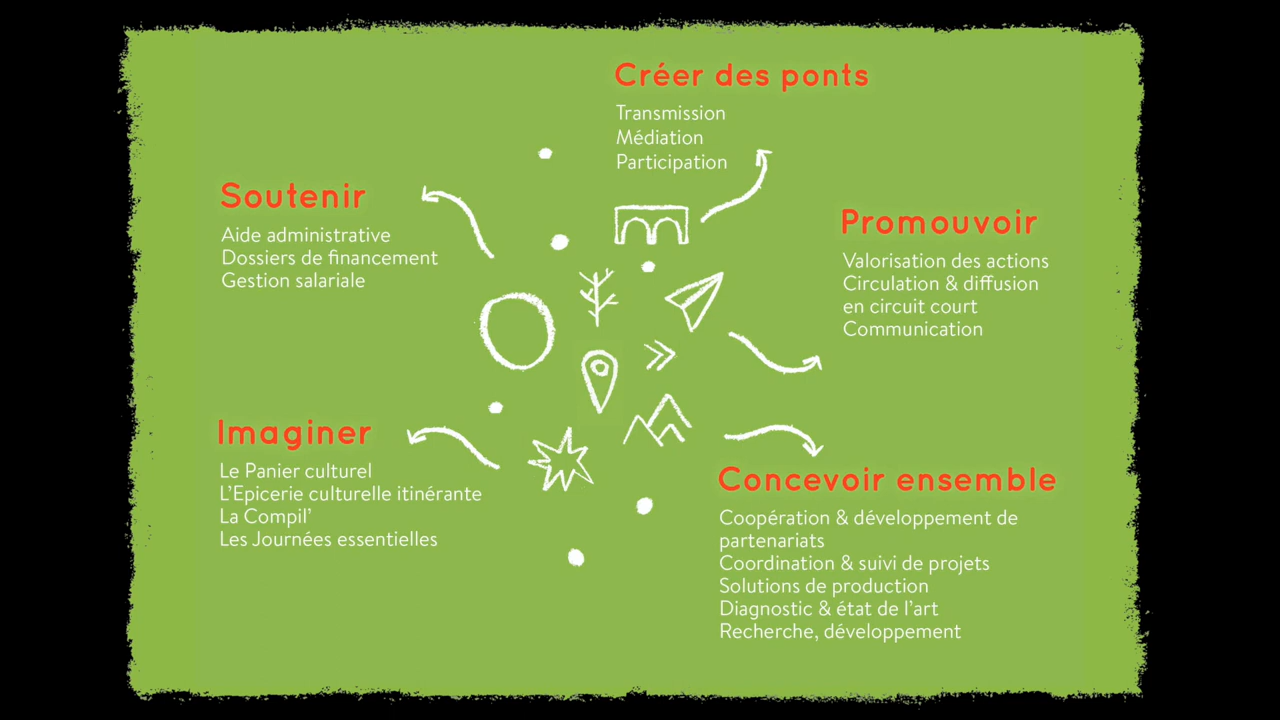 Créer des ponts
Transmission
Médiation
Participation
Soutenir
Aide administrative
Dossiers de financement
Gestion salariale
Promouvoir
Valorisation des actions
Circulation & diffusion
en circuit court
Communication
Imaginer
Le Panier culturel
L'Epicerie culturelle itinérante
La Compil'
Les Journées essentielles
Concevoir ensemble
Coopération & développement de
partenariats
Coordination & suivi de projets
Solutions de production
Diagnostic & état de l'art
Recherche, développement